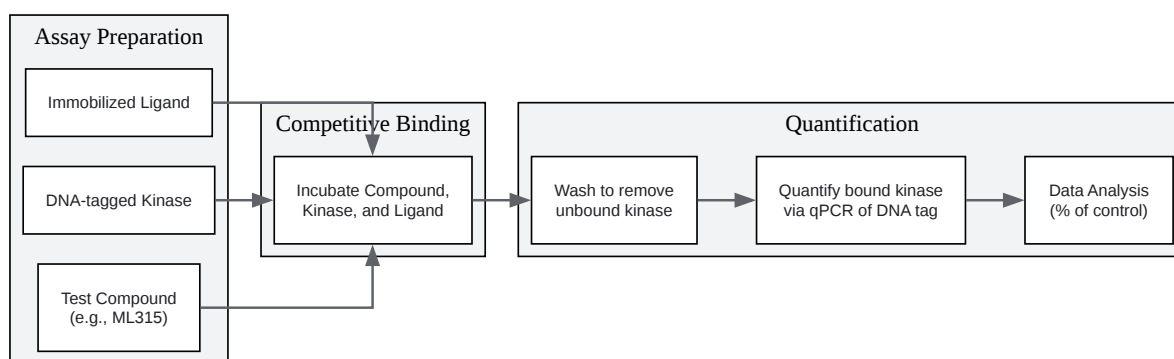 Assay Preparation
Immobilized Ligand
DNA-tagged Kinase
Test Compound
(e.g., ML315)
Competitive Binding
Incubate Compound,
Kinase, and Ligand
Quantification
Wash to remove
unbound kinase
Quantify bound kinase
via qPCR of DNA tag
Data Analysis
(% of control)